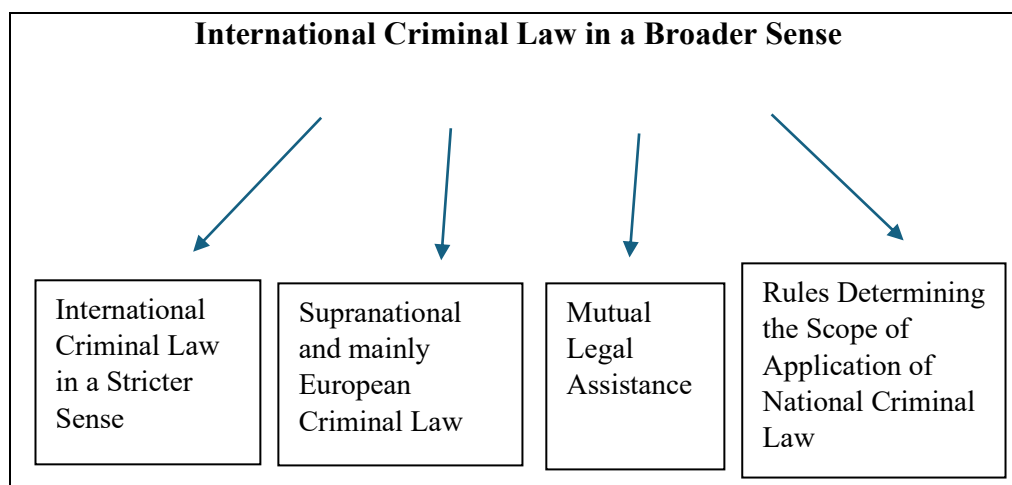 International Criminal Law in a Broader Sense
International
Criminal Law
in a Stricter
Sense
Supranational
and mainly
European
Criminal Law
Mutual
Legal
Assistance
Rules Determining
the Scope of
Application of
National Criminal
Law